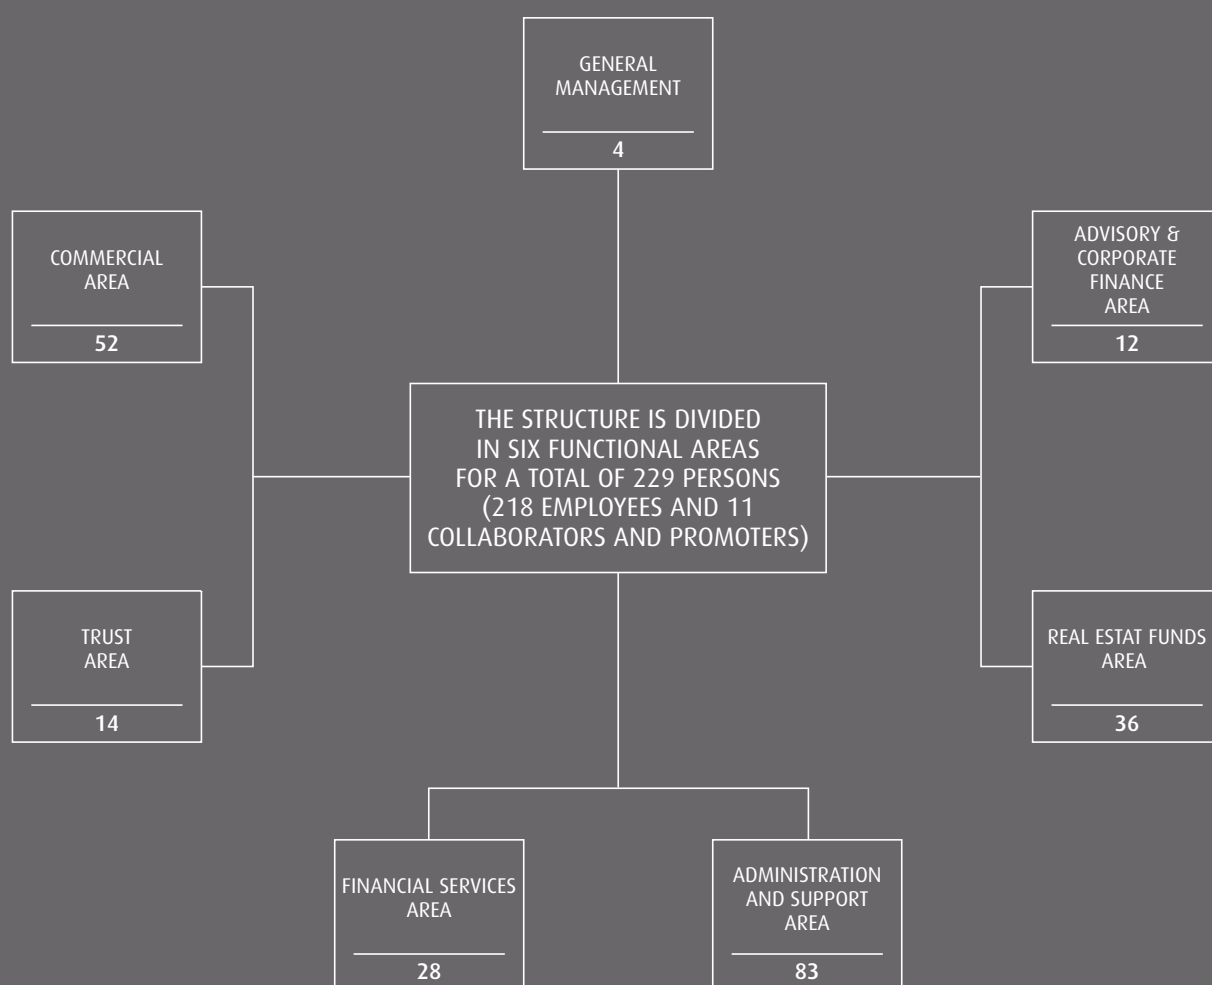 GENERAL
MANAGEMENT
4
COMMERCIAL
AREA
52
ADVISORY &
CORPORATE
FINANCE
AREA
12
THE STRUCTURE IS DIVIDED
IN SIX FUNCTIONAL AREAS
FOR A TOTAL OF 229 PERSONS
(218 EMPLOYEES AND 11
COLLABORATORS AND PROMOTERS)
TRUST
AREA
14
REAL ESTAT FUNDS
AREA
36
FINANCIAL SERVICES
AREA
28
ADMINISTRATION
AND SUPPORT
AREA
83